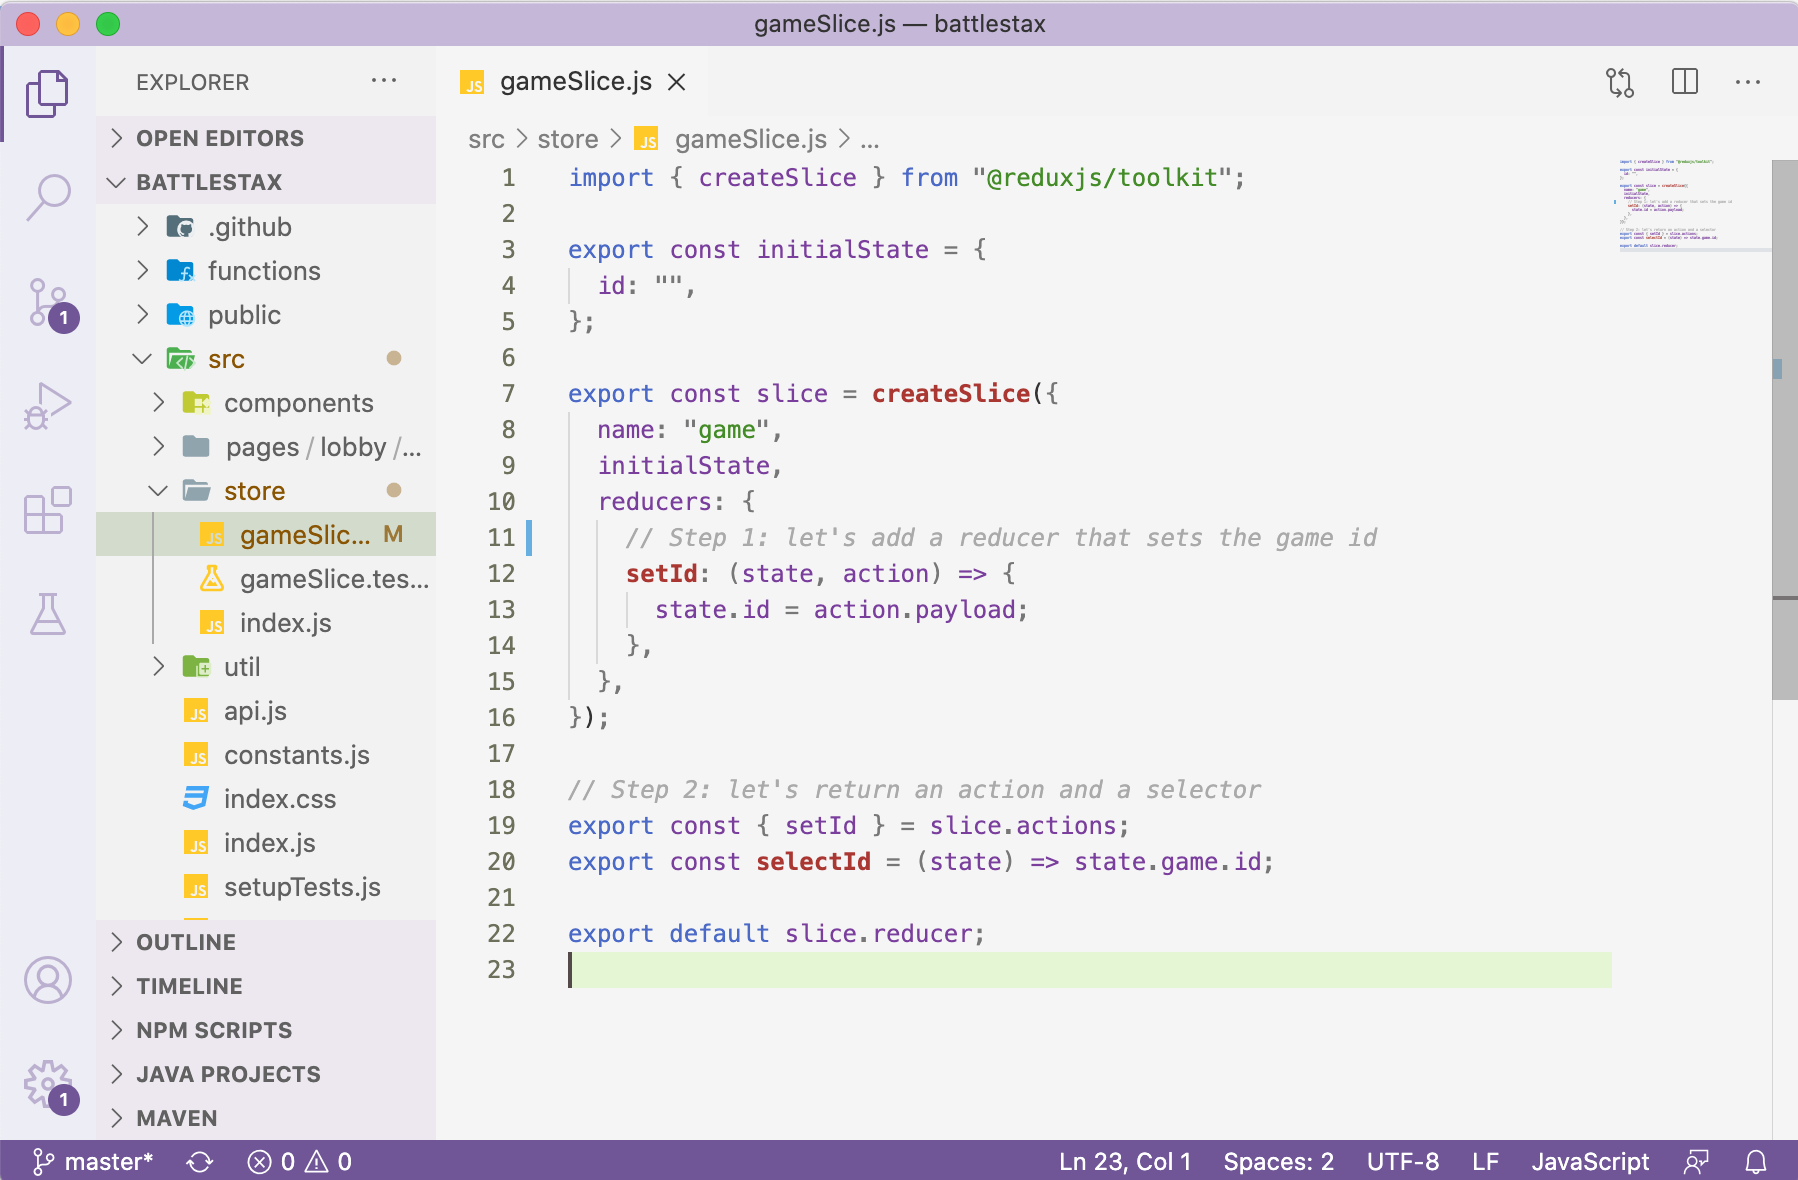 gameSlice.js — battlestax
EXPLORER ...
OPEN EDITORS
BATTLESTAX
.github
functions
public
src
components
pages / lobby /...
store
gameSlic... M
gameSlice.tes...
index.js
util
api.js
constants.js
index.css
index.js
setupTests.js
OUTLINE
TIMELINE
NPM SCRIPTS
JAVA PROJECTS
MAVEN
1
1
JS gameSlice.js
src > store > JS gameSlice.js > ...
1 import { createSlice } from "@reduxjs/toolkit";
2
3 export const initialState = {
4 id: "",
5 };
6
7 export const slice = createSlice({
8 name: "game",
9 initialState,
10 reducers: {
11 // Step 1: let's add a reducer that sets the game id
12 setId: (state, action) => {
13 state.id = action.payload;
14 },
15 },
16 });
17
18 // Step 2: let's return an action and a selector
19 export const { setId } = slice.actions;
20 export const selectId = (state) => state.game.id;
21
22 export default slice.reducer;
23
master* 0 0 Ln 23, Col 1 Spaces: 2 UTF-8 LF JavaScript